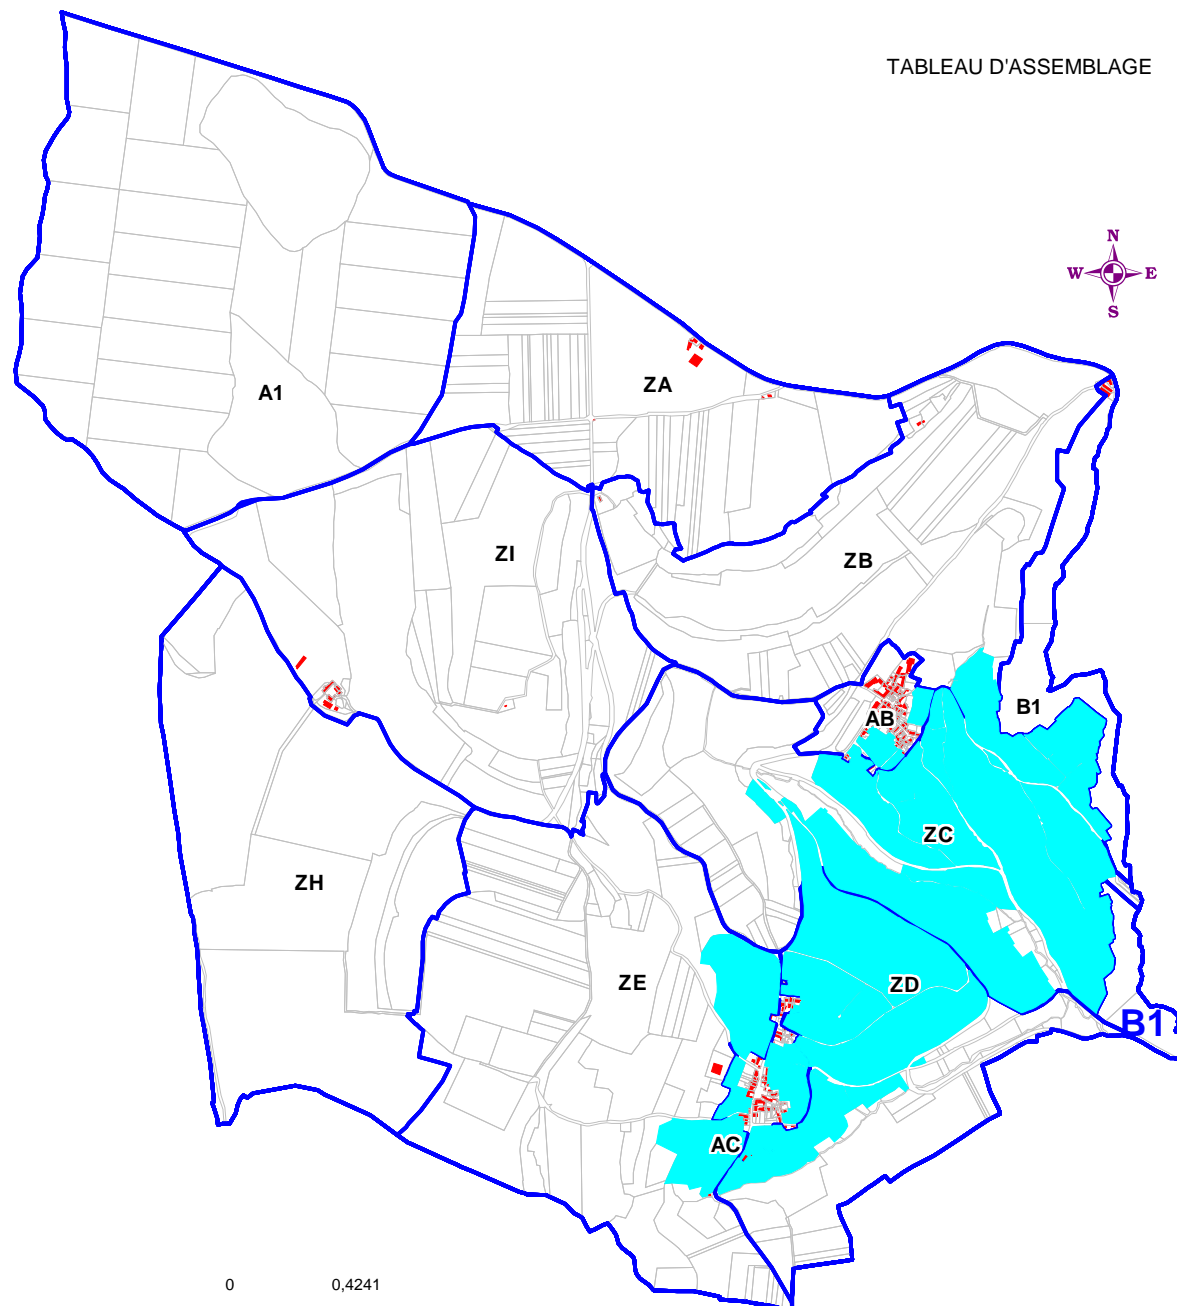 TABLEAU D'ASSEMBLAGE
N
W E
S
ZA
A1
ZI
ZB
B1
AB
ZC
ZH
ZE
ZD
B1
AC
0 0,4241